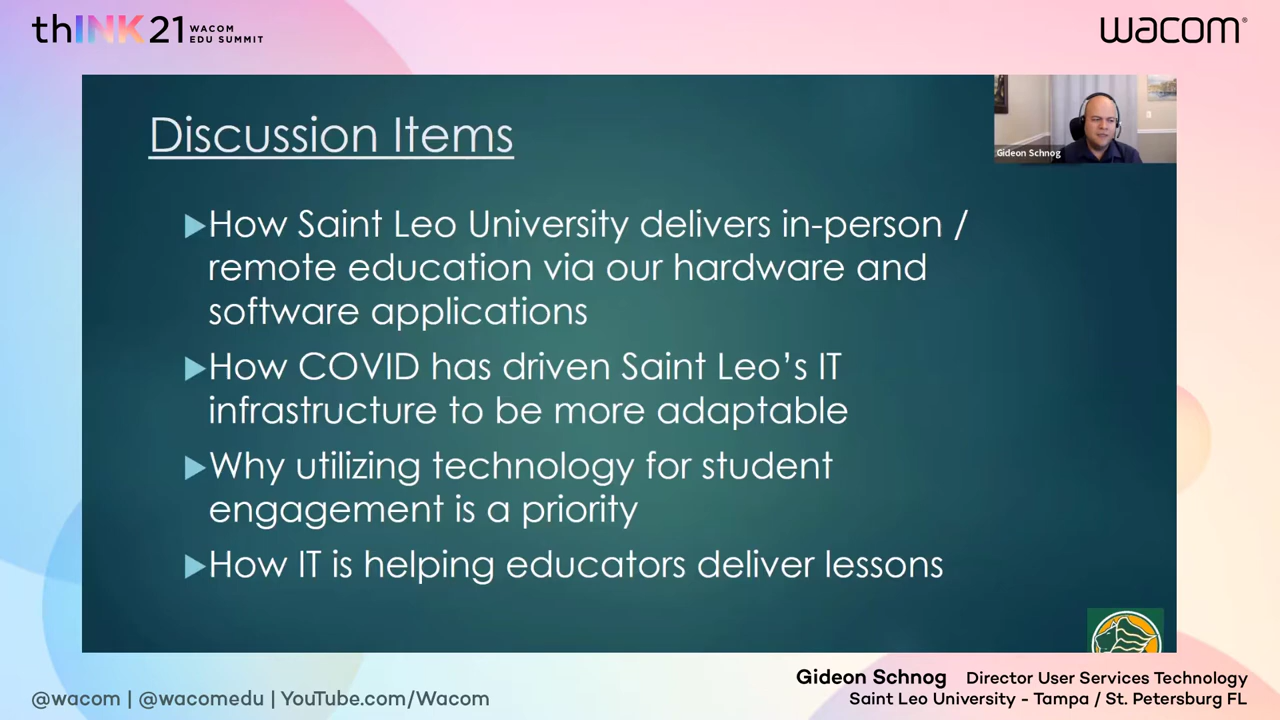 thINK21 WACOM
EDU SUMMIT
wacom®
Discussion Items
Gideon Schnog
▶How Saint Leo University delivers in-person /
remote education via our hardware and
software applications
▶How COVID has driven Saint Leo’s IT
infrastructure to be more adaptable
▶Why utilizing technology for student
engagement is a priority
▶How IT is helping educators deliver lessons
Gideon Schnog Director User Services Technology
@wacom | @wacomedu | YouTube.com/Wacom
Saint Leo University - Tampa / St. Petersburg FL